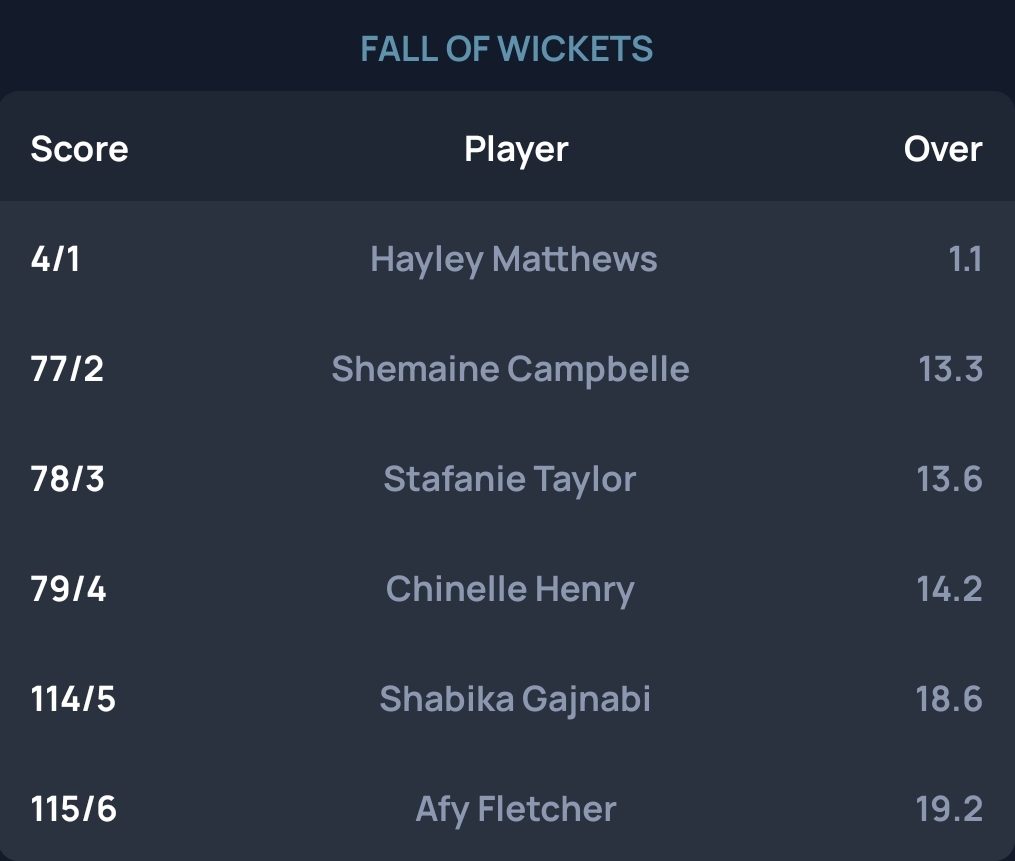 FALL OF WICKETS
Score Player Over
4/1 Hayley Matthews 1.1
77/2 Shemaine Campbelle 13.3
78/3 Stafanie Taylor 13.6
79/4 Chinelle Henry 14.2
114/5 Shabika Gajnabi 18.6
115/6 Afy Fletcher 19.2